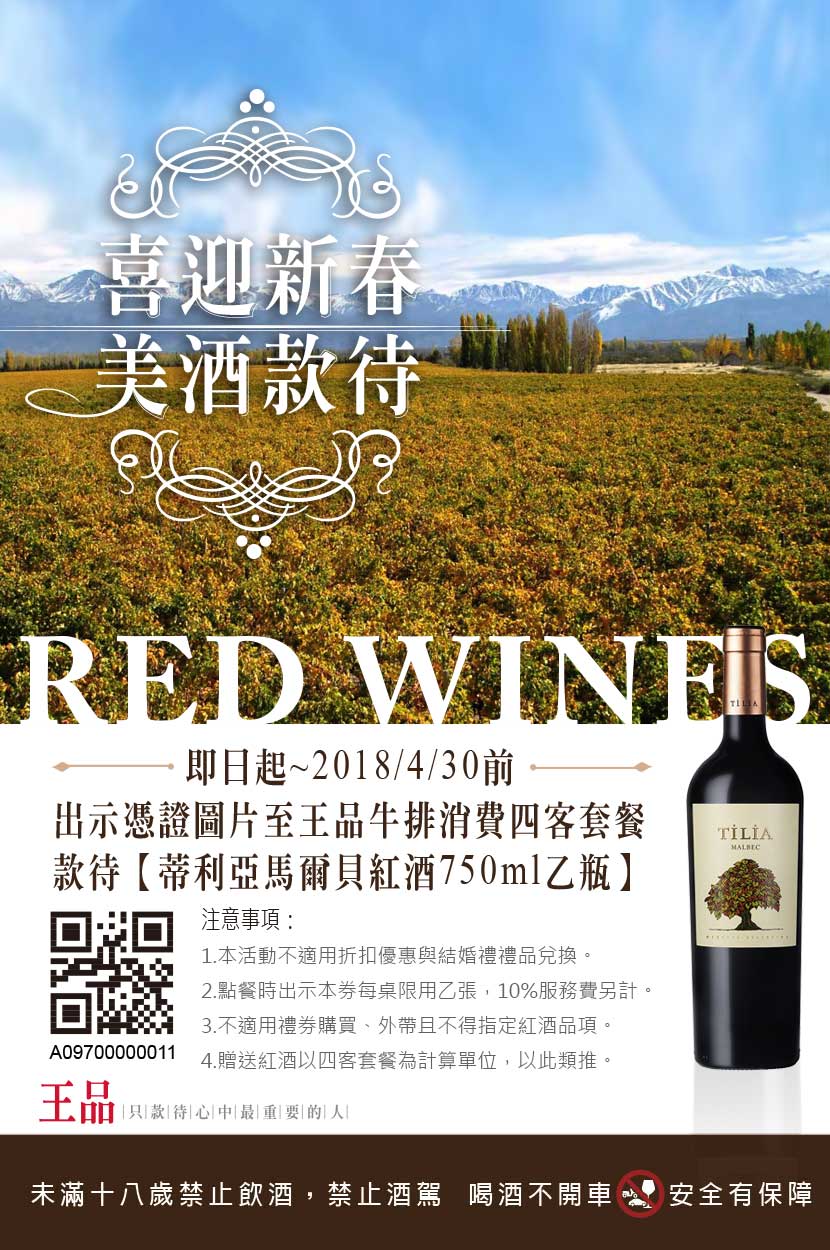 喜迎新春
美酒款待
RED WINES
TİLİA
即日起~2018/4/30前
出示憑證圖片至王品牛排消費四客套餐
款待【蒂利亞馬爾貝紅酒750ml乙瓶】
TİLİA
MALBEC
注意事項：
1.本活動不適用折扣優惠與結婚禮禮品兌換。
2.點餐時出示本券每桌限用乙張，10%服務費另計。
3.不適用禮券購買、外帶且不得指定紅酒品項。
4.贈送紅酒以四客套餐為計算單位，以此類推。
A09700000011
王品 |只|款|待|心|中|最|重|要|的|人|
未滿十八歲禁止飲酒，禁止酒駕 喝酒不開車 安全有保障